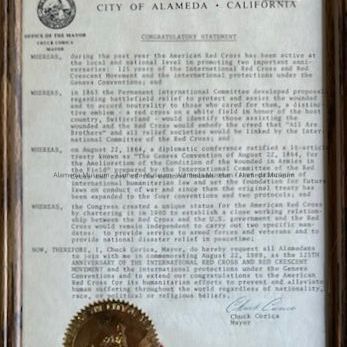 CITY OF ALAMEDA • CALIFORNIA
OFFICE OF THE MAYOR
CHUCK CORICA
MAYOR
CONGRATULATORY STATEMENT
WHEREAS, during the past year the American Red Cross has been active at
the local and national level in promoting two important anni-
versaries: 125 years of the International Red Cross and Red
Crescent Movement and the international protections under the
Geneva Conventions; and
WHEREAS, in 1863 the Permanent International Committee developed proposals
regarding battlefield relief to protect and assist the wounded
and to extend neutrality to those who cared for them, a distinc-
tive emblem - a red cross on a white field in honor of the host
country, Switzerland - would identify those assisting the
wounded and the Red Cross would embody the creed that "All Are
Brothers" and all relief societies would be linked by the Inter-
national Committee of the Red Cross; and
WHEREAS, on August 22, 1864, a diplomatic conference ratified a 10-article
treaty known as "The Geneva Convention of August 22, 1864, for
the Amelioration of the Condition of the Wounded in Armies in
the Field" prepared by the International Committee of the Red
international humanitarian law and set the foundation for future
laws on conduct of war and since then the original treaty has
been expanded to the four conventions and two protocols; and
WHEREAS, the Congress created a unique status for the American Red Cross
by chartering it in 1900 to establish a close working relation-
ship between the Red Cross and the U.S. government and the Red
Cross would remain independent to carry out two specific man-
dates: to provide service to armed forces and veterans and to
provide national disaster relief in peacetime;
NOW, THEREFORE, I, Chuck Corica, Mayor, do hereby request all Alamedans
to join with me in commemorating August 22, 1989, as the 125TH
ANNIVERSARY OF THE INTERNATIONAL RED CROSS AND RED CRESCENT
MOVEMENT and the international protections under the Geneva
Conventions and to extend our congratulations to the American
Red Cross for its humanitarian efforts to prevent and alleviate
human suffering throughout the world regardless of nationality,
race, or political or religious beliefs.
Chuck Corica
Chuck Corica
Mayor